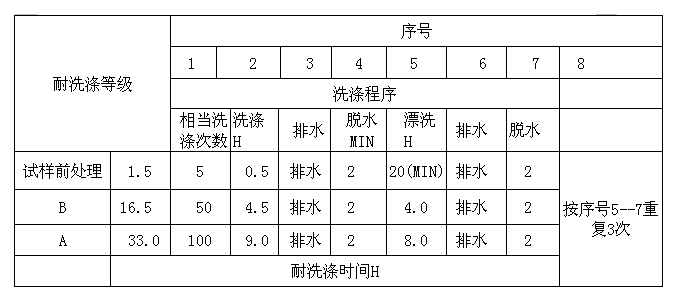 序号
耐洗涤等级
1 2 3 4 5 6 7 8
洗涤程序
相当洗涤次数 洗涤H 排水 脱水MIN 漂洗H 排水 脱水
试样前处理 1.5 5 0.5 排水 2 20(MIN) 排水 2
B 16.5 50 4.5 排水 2 4.0 排水 2
按序号5--7重复3次
A 33.0 100 9.0 排水 2 8.0 排水 2
耐洗涤时间H